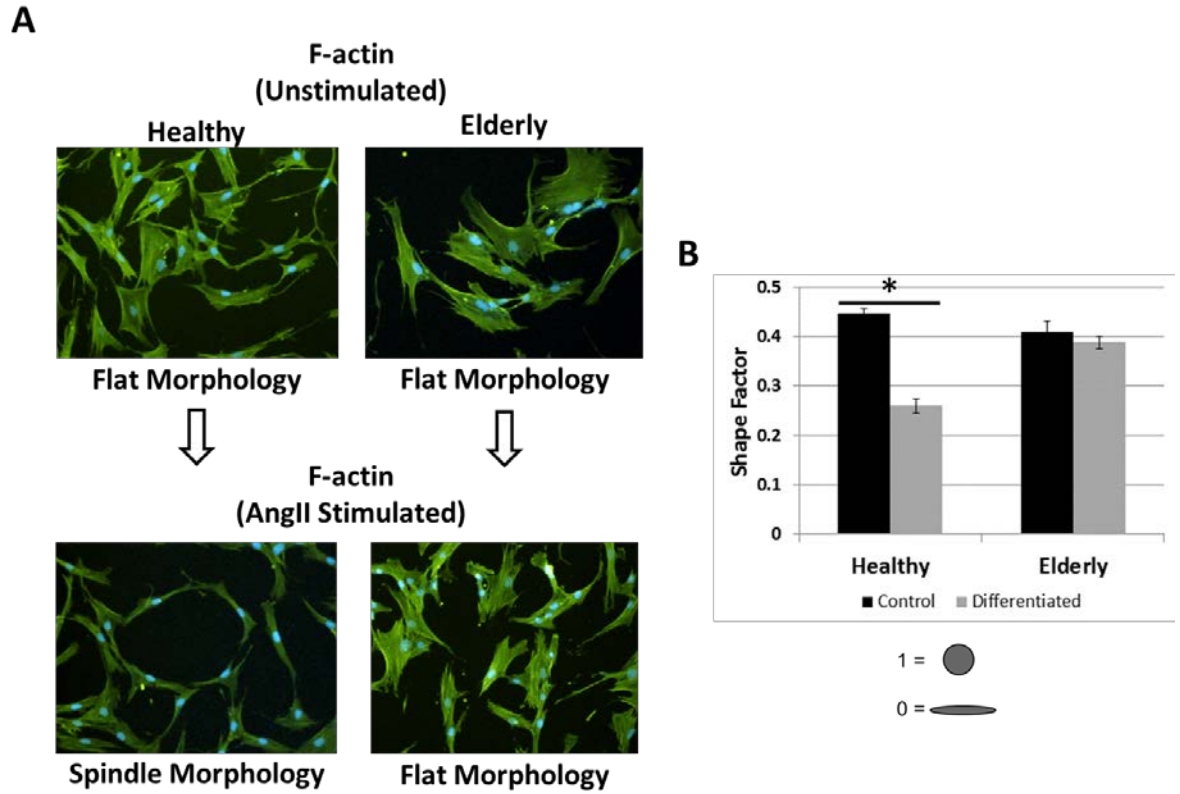 A
F-actin
(Unstimulated)
Healthy
Elderly
Flat Morphology
Flat Morphology
F-actin
(AngII Stimulated)
Spindle Morphology
Flat Morphology
B
*
0.5
0.4
0.3
0.2
0.1
0
Shape Factor
Healthy
Elderly
Control
Differentiated
1 =
0 =